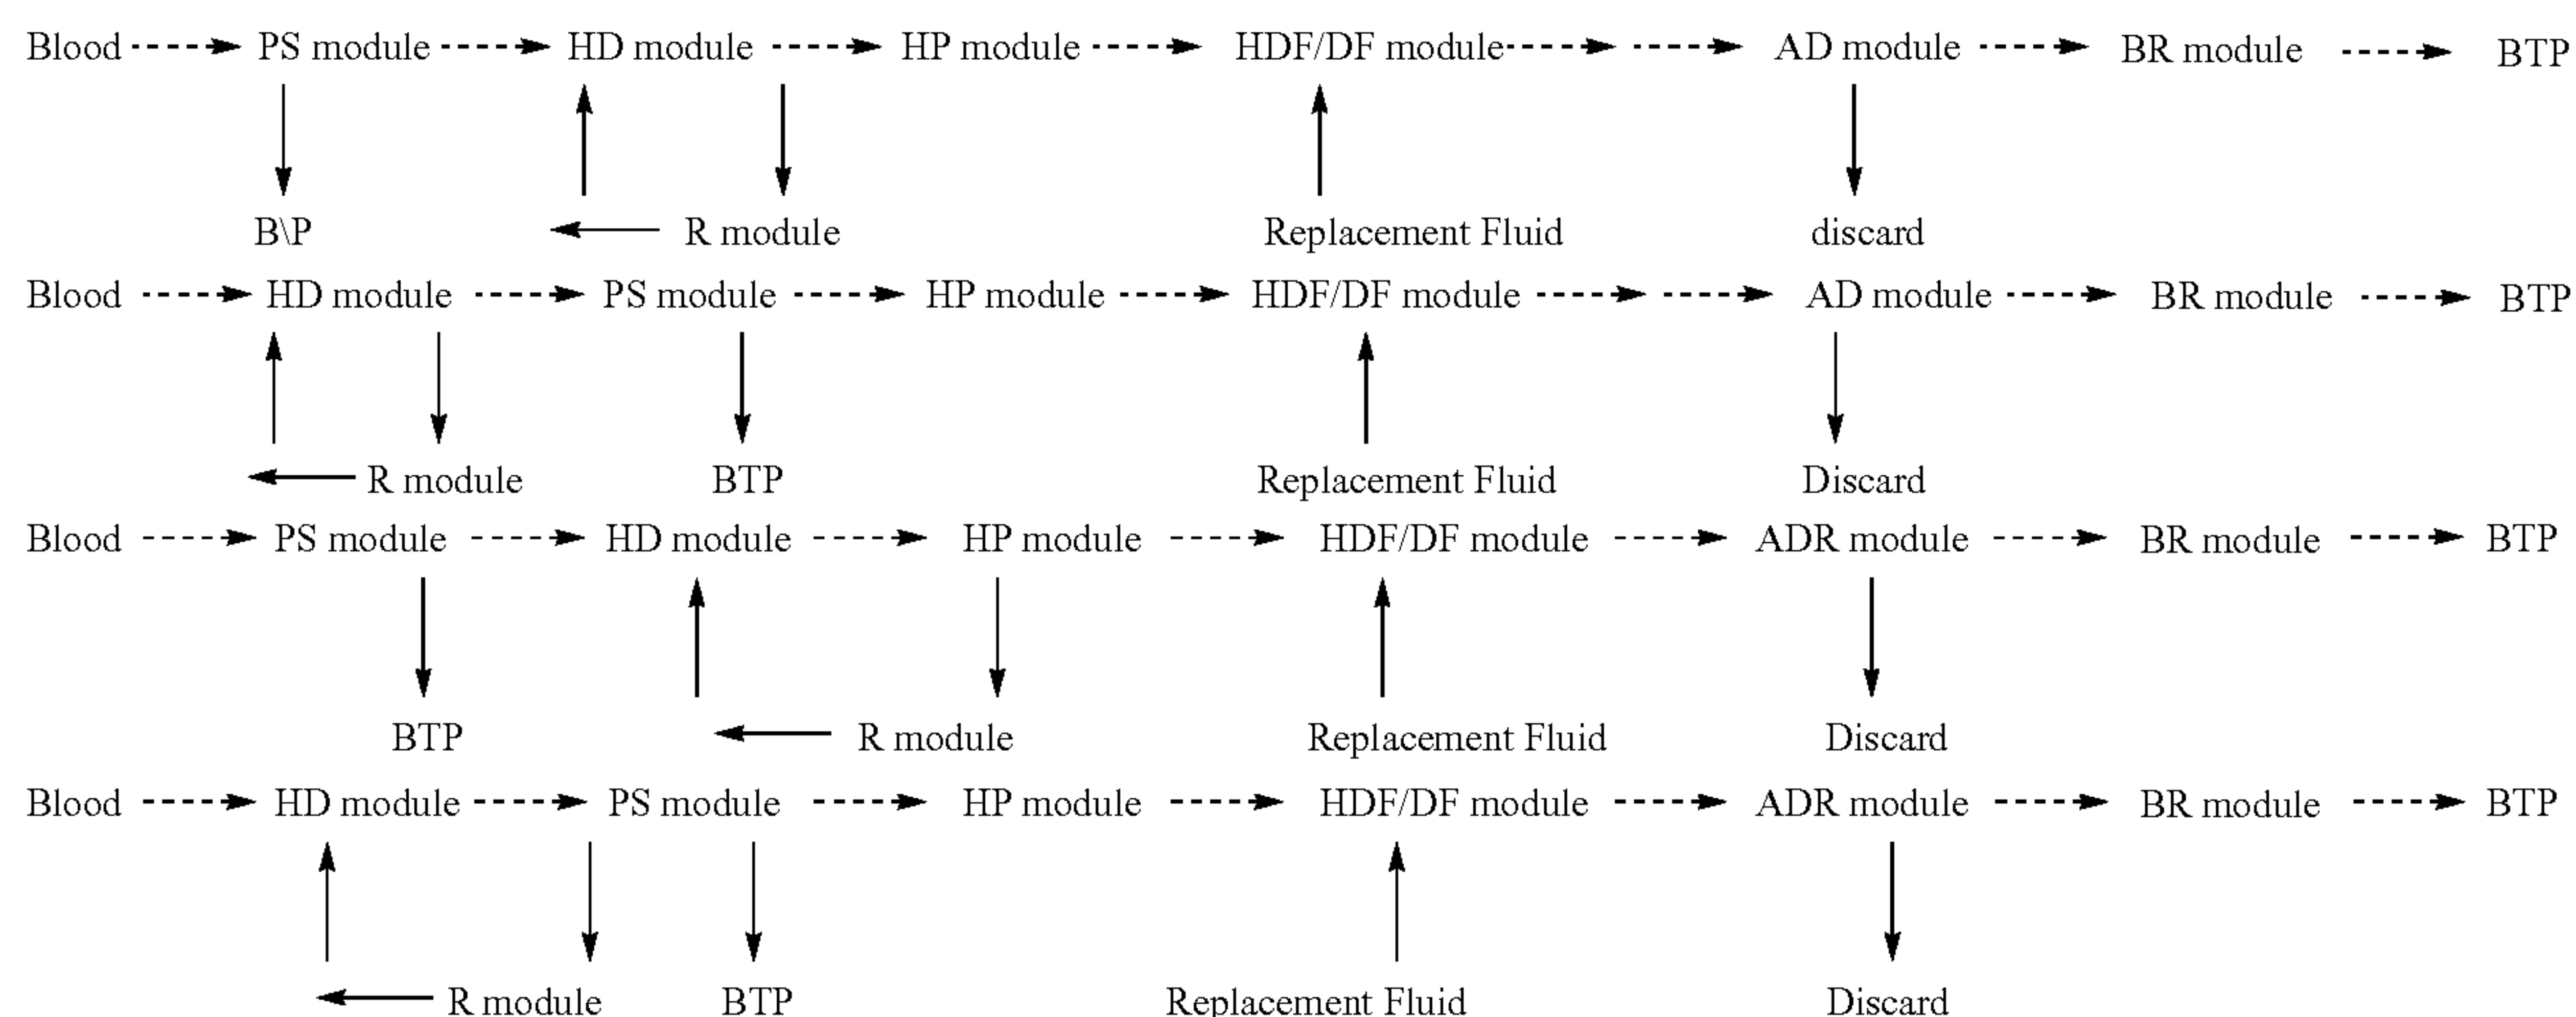 Blood PS module HD module HP module HDF/DF module AD module BR module BTP
B\P R module Replacement Fluid discard
Blood HD module PS module HP module HDF/DF module AD module BR module BTP
R module BTP Replacement Fluid Discard
Blood PS module HD module HP module HDF/DF module ADR module BR module BTP
BTP R module Replacement Fluid Discard
Blood HD module PS module HP module HDF/DF module ADR module BR module BTP
R module BTP Replacement Fluid Discard